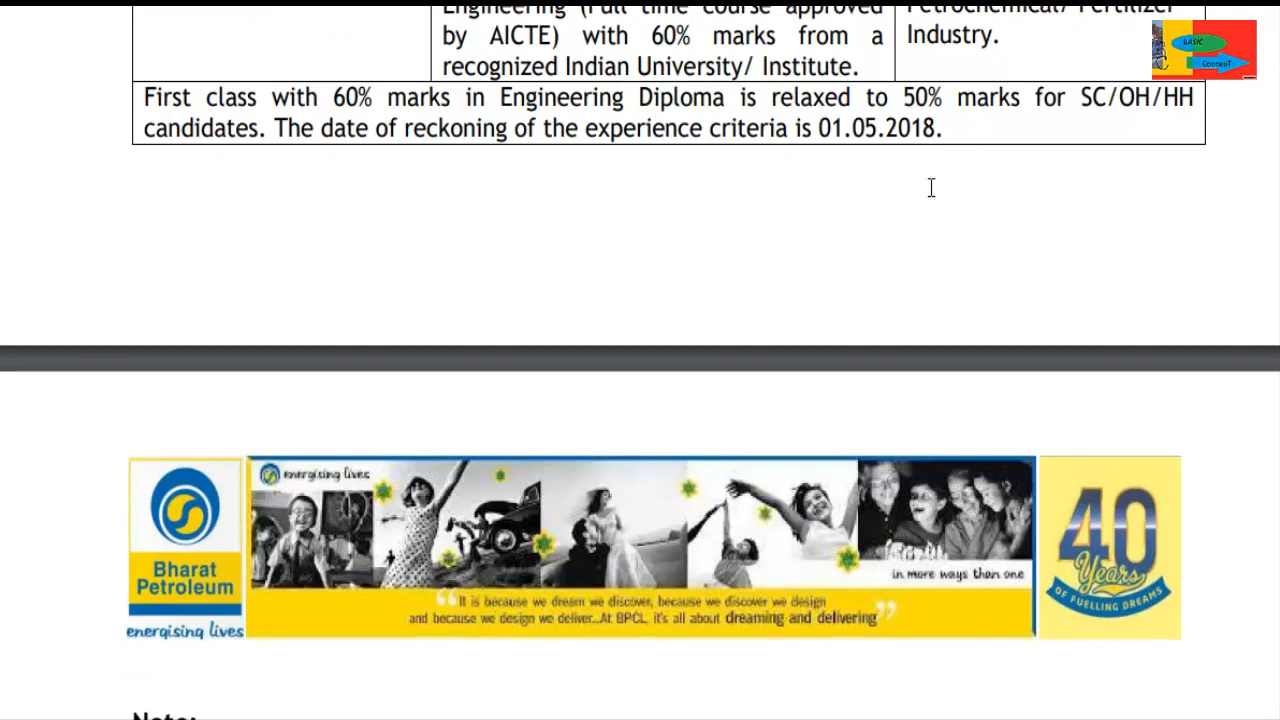 Engineering (Full time course approved
by AICTE) with 60% marks from a
recognized Indian University/ Institute.
Petrochemical/ Fertilizer
Industry.
BASIC
ConcepT
First class with 60% marks in Engineering Diploma is relaxed to 50% marks for SC/OH/HH
candidates. The date of reckoning of the experience criteria is 01.05.2018.
Bharat
Petroleum
energising lives
energising lives
in more ways than one
“It is because we dream we discover, because we discover we design
and because we design we deliver...At BPCL, it's all about dreaming and delivering”
40
Years
OF FUELLING DREAMS
Note: